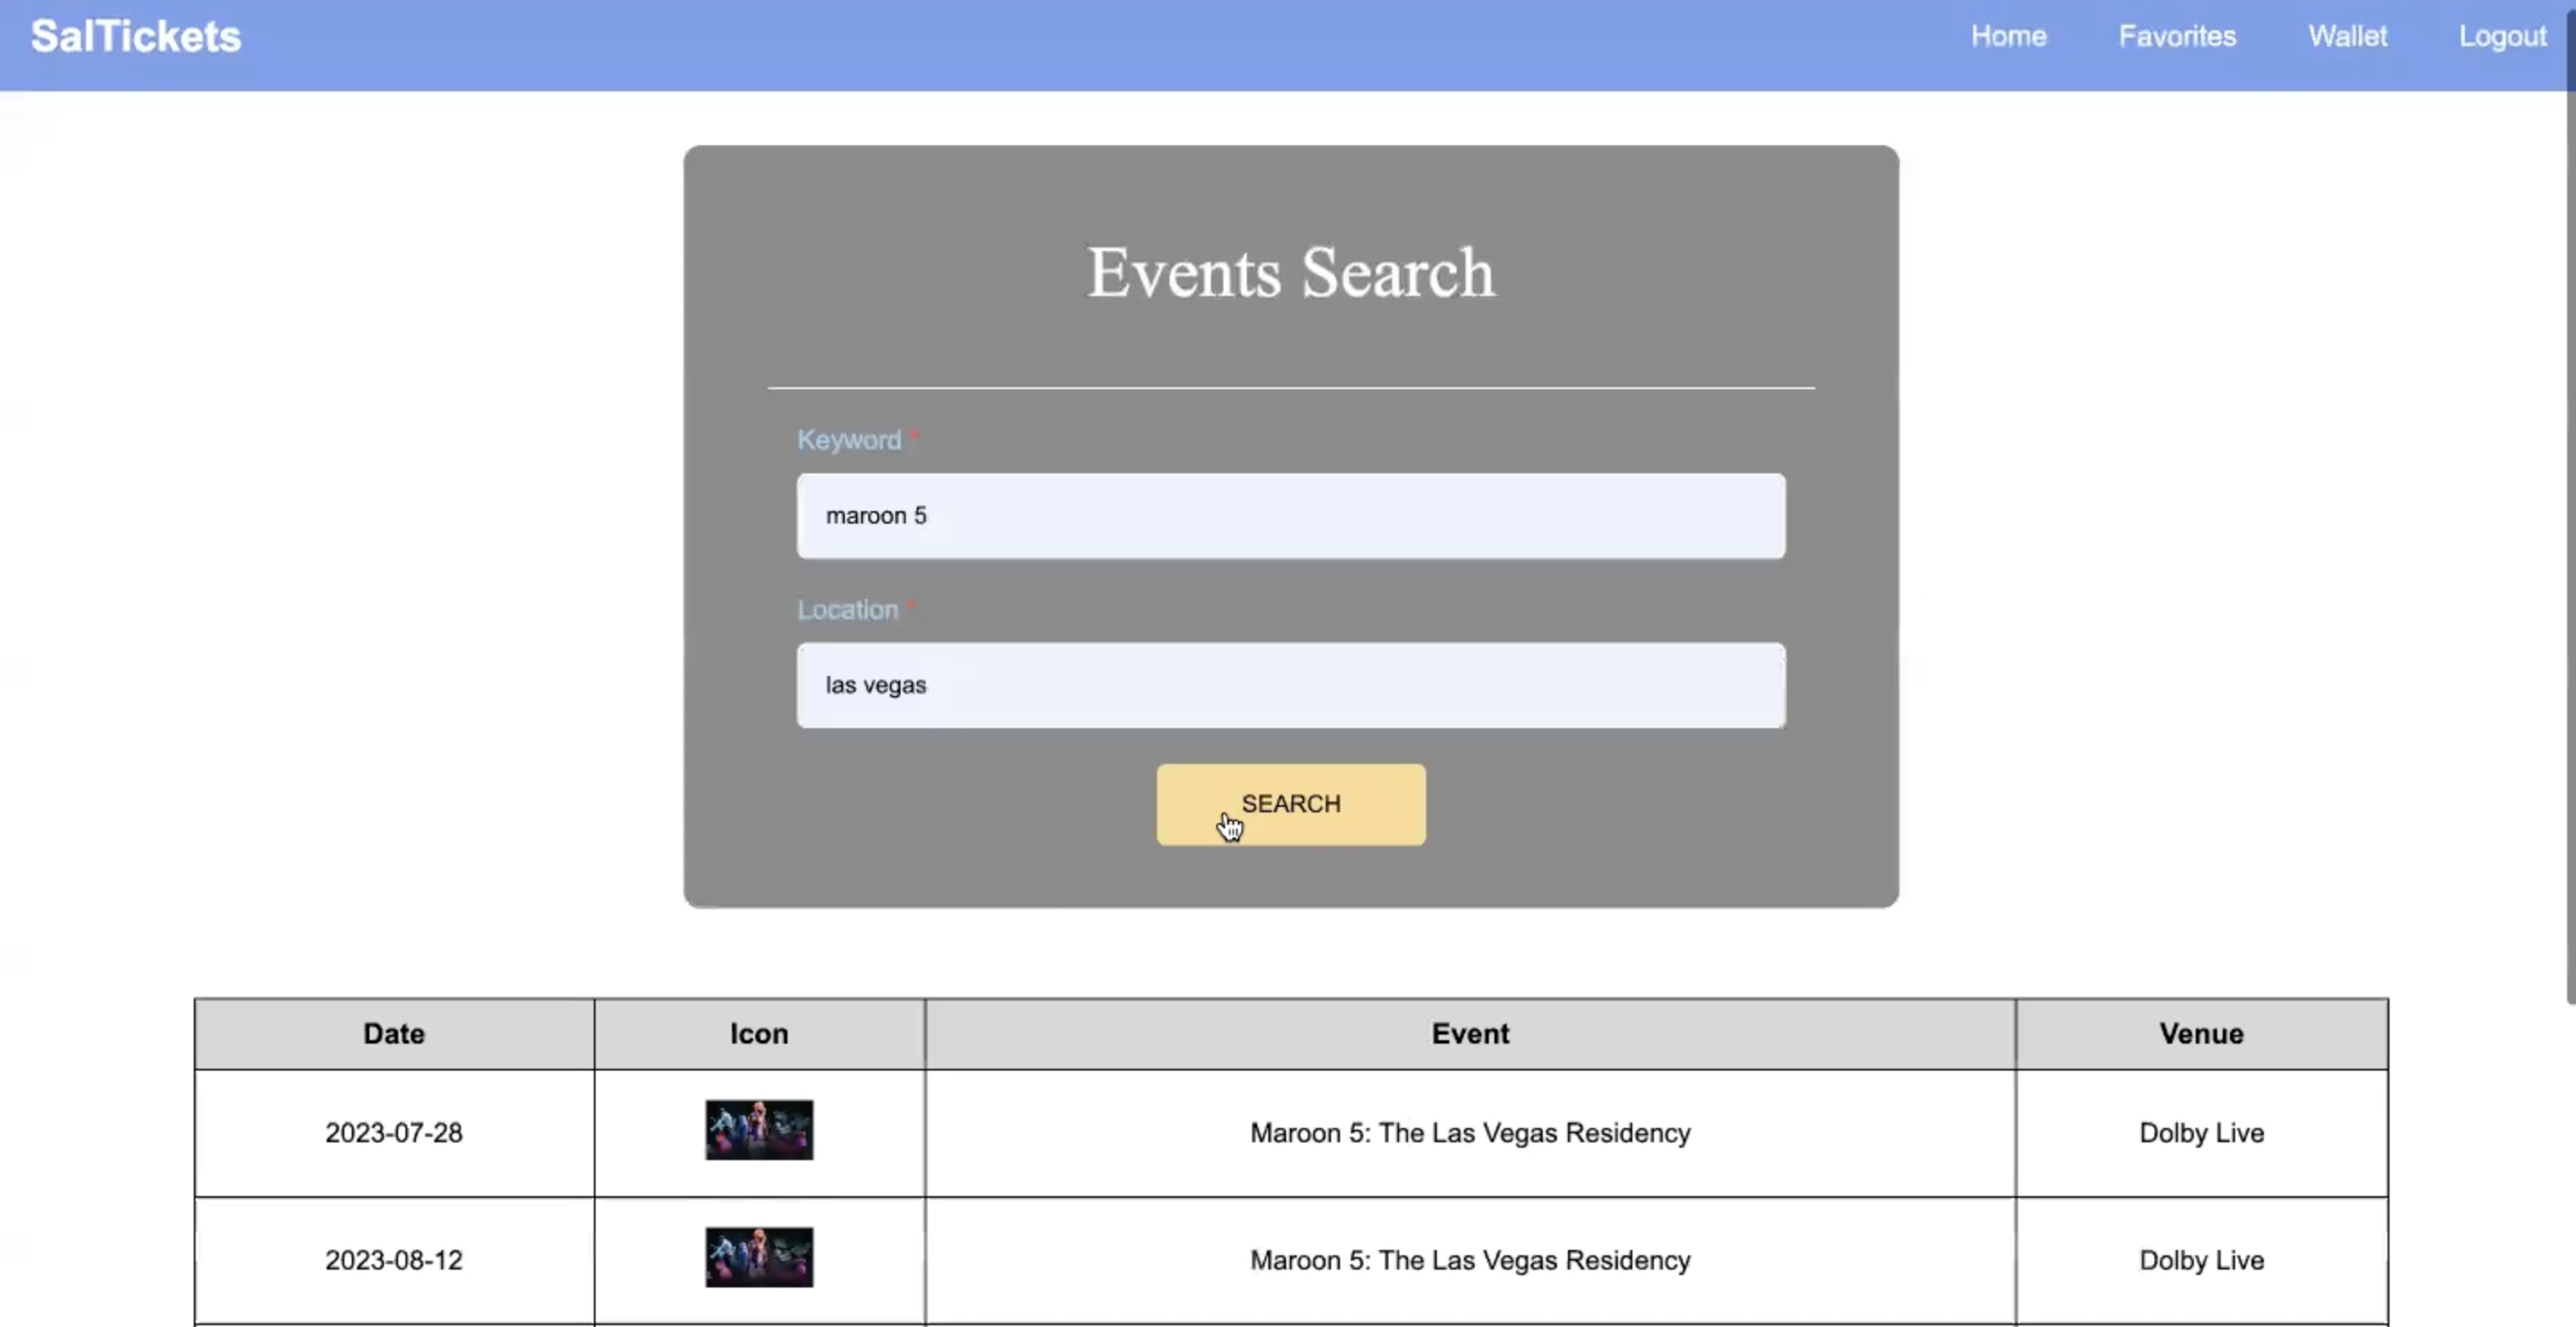 SalTickets Home Favorites Wallet Logout
Events Search
Keyword *
maroon 5
Location *
las vegas
SEARCH
Date Icon Event Venue
2023-07-28 Maroon 5: The Las Vegas Residency Dolby Live
2023-08-12 Maroon 5: The Las Vegas Residency Dolby Live